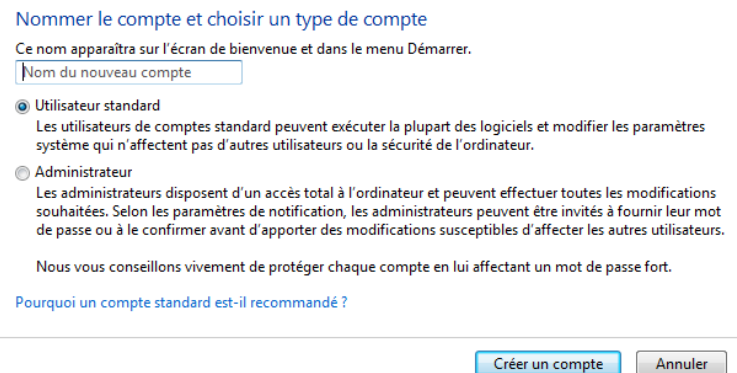 Nommer le compte et choisir un type de compte
Ce nom apparaîtra sur l'écran de bienvenue et dans le menu Démarrer.
Nom du nouveau compte
Utilisateur standard
Les utilisateurs de comptes standard peuvent exécuter la plupart des logiciels et modifier les paramètres
système qui n'affectent pas d'autres utilisateurs ou la sécurité de l'ordinateur.
Administrateur
Les administrateurs disposent d'un accès total à l'ordinateur et peuvent effectuer toutes les modifications
souhaitées. Selon les paramètres de notification, les administrateurs peuvent être invités à fournir leur mot
de passe ou à le confirmer avant d'apporter des modifications susceptibles d'affecter les autres utilisateurs.
Nous vous conseillons vivement de protéger chaque compte en lui affectant un mot de passe fort.
Pourquoi un compte standard est-il recommandé ?
Créer un compte
Annuler